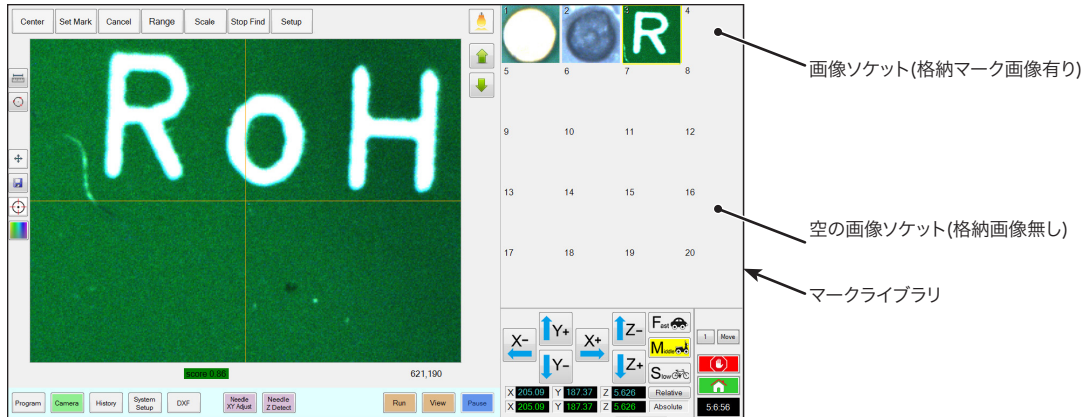 Center Set Mark Cancel Range Scale Stop Find Setup
R o H
score 0.86
621,190
Program Camera History System Setup DXF Needle XY Adjust Needle Z Detect Run View Pause
1 2 3 4
R
5 6 7 8
9 10 11 12
13 14 15 16
17 18 19 20
X- Y+ Y- X+ Z- Z+
Fast
Middle
Slow
1 Move
X 205.09 Y 187.37 Z 5.626 Relative
X 205.09 Y 187.37 Z 5.626 Absolute
5:6:56
画像ソケット(格納マーク画像有り)
空の画像ソケット(格納画像無し)
マークライブラリ